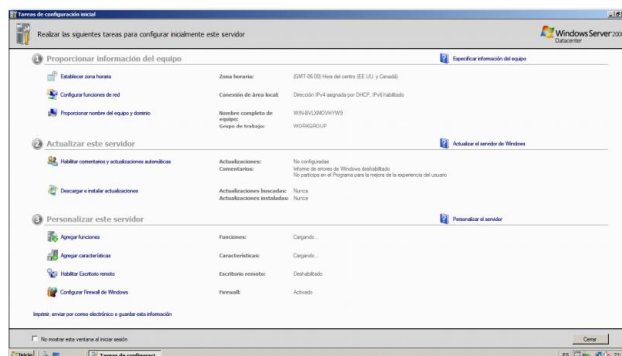 Tareas de configuración inicial
Realizar las siguientes tareas para configurar inicialmente este servidor
Windows Server 200
Datacenter
1 Proporcionar información del equipo
Especificar información del equipo
Establecer zona horaria
Zona horaria: (GMT-06:00) Hora del centro (EE.UU. y Canadá)
Configurar funciones de red
Conexión de área local: Dirección IPv4 asignada por DHCP, IPv6 habilitado
Proporcionar nombre del equipo y dominio
Nombre completo de equipo:
Grupo de trabajo: WORKGROUP
2 Actualizar este servidor
Actualizar el servidor de Windows
Habilitar comentarios y actualizaciones automáticas
Actualizaciones: No configuradas
Comentarios: Informe de errores de Windows deshabilitado
No participa en el Programa para la mejora de la experiencia del usuario
Descargar e instalar actualizaciones
Actualizaciones buscadas: Nunca
Actualizaciones instaladas: Nunca
3 Personalizar este servidor
Personalizar el servidor
Agregar funciones
Funciones: Cargando...
Agregar características
Características: Cargando...
Habilitar Escritorio remoto
Escritorio remoto: Deshabilitado
Configurar Firewall de Windows
Firewall: Activado
Imprimir, enviar por correo electrónico o guardar esta información
No mostrar esta ventana al iniciar sesión
Cerrar
Inicio
Tareas de configuraci
ES